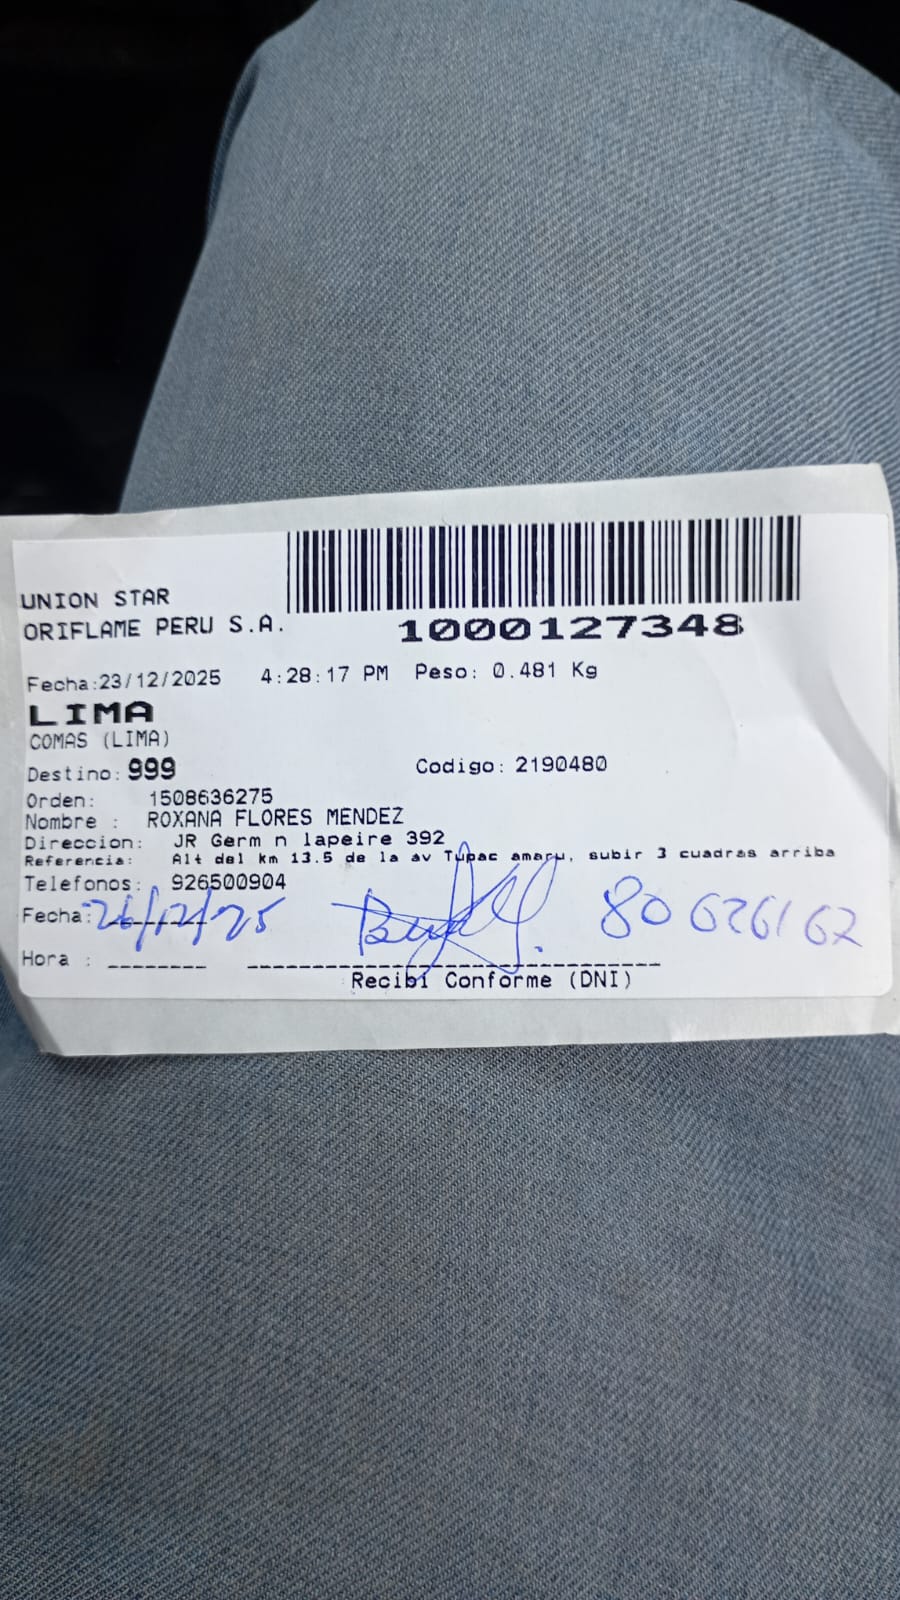 UNION STAR
ORIFLAME PERU S.A.
1000127348
Fecha:23/12/2025 4:28:17 PM Peso: 0.481 Kg
LIMA
COMAS (LIMA)
Destino: 999 Codigo: 2190480
Orden: 1508636275
Nombre : ROXANA FLORES MENDEZ
Direccion: JR Germ n lapeire 392
Referencia: Alt del km 13.5 de la av Tupac amaru, subir 3 cuadras arriba
Telefonos: 926500904
Fecha: 26/12/25 80626162
Hora :
Recibi Conforme (DNI)